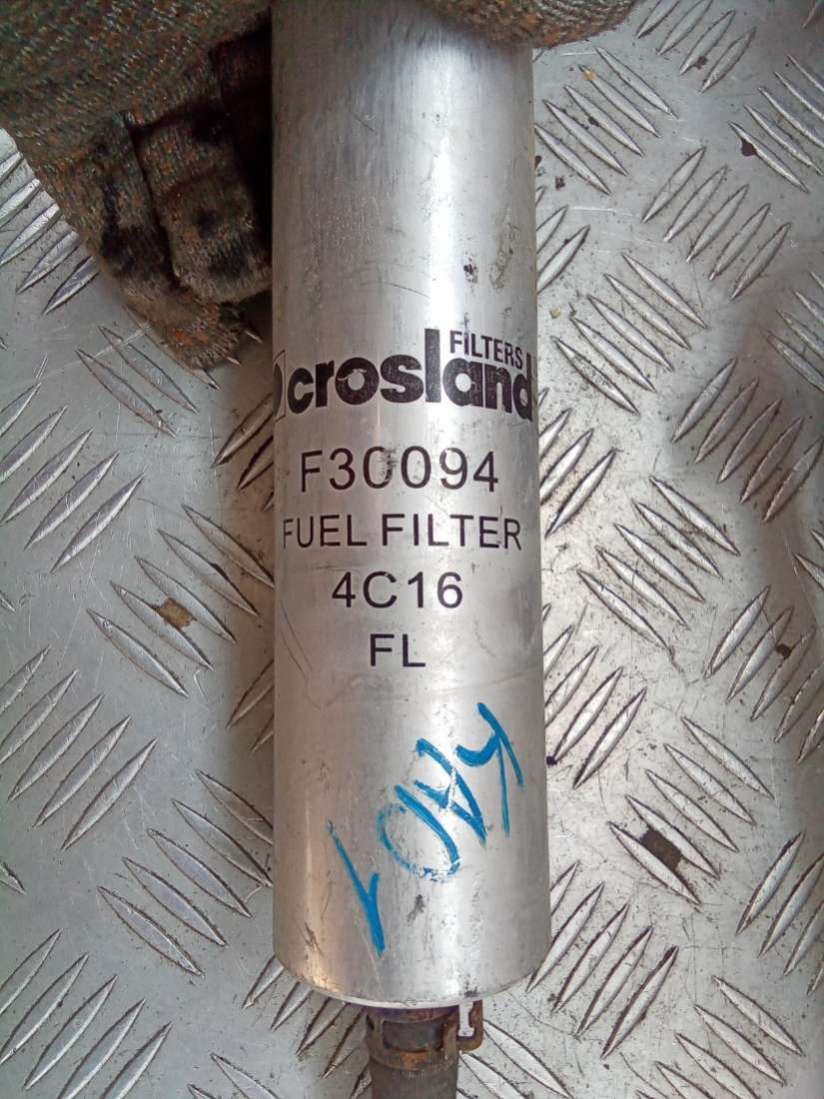 FILTERS
crosland
F30094
FUEL FILTER
4C16
FL